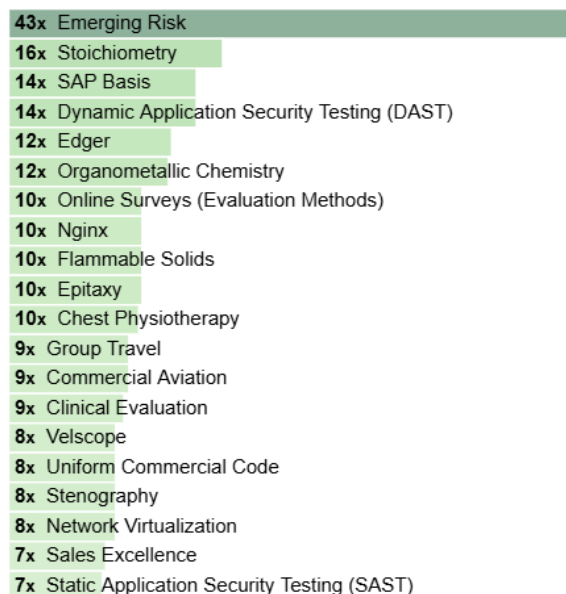 43x Emerging Risk
16x Stoichiometry
14x SAP Basis
14x Dynamic Application Security Testing (DAST)
12x Edger
12x Organometallic Chemistry
10x Online Surveys (Evaluation Methods)
10x Nginx
10x Flammable Solids
10x Epitaxy
10x Chest Physiotherapy
9x Group Travel
9x Commercial Aviation
9x Clinical Evaluation
8x Velscope
8x Uniform Commercial Code
8x Stenography
8x Network Virtualization
7x Sales Excellence
7x Static Application Security Testing (SAST)